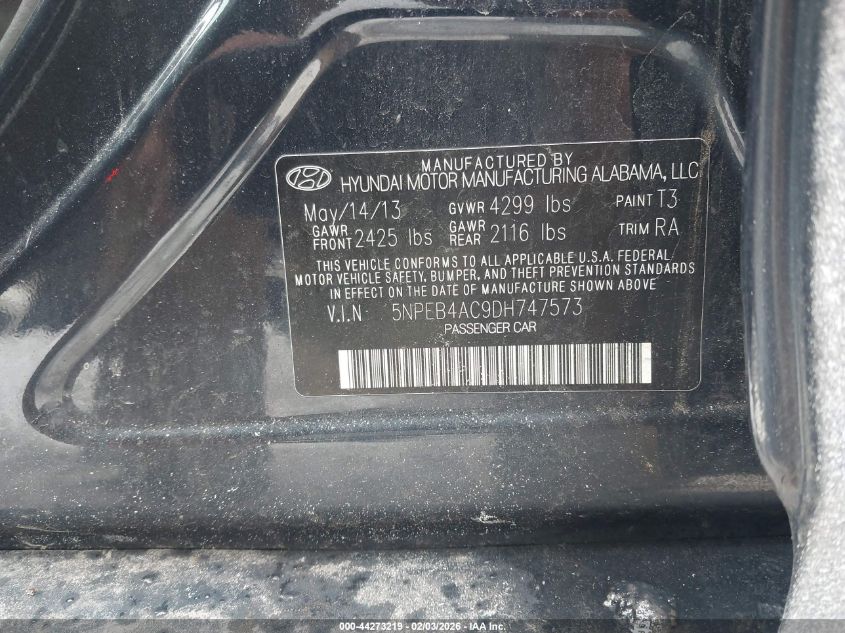 MANUFACTURED BY
HYUNDAI MOTOR MANUFACTURING ALABAMA, LLC
May/14/13 GVWR 4299 lbs PAINT T3
GAWR FRONT 2425 lbs GAWR REAR 2116 lbs TRIM RA
THIS VEHICLE CONFORMS TO ALL APPLICABLE U.S.A. FEDERAL
MOTOR VEHICLE SAFETY, BUMPER, AND THEFT PREVENTION STANDARDS
IN EFFECT ON THE DATE OF MANUFACTURE SHOWN ABOVE
V.I.N: 5NPEB4AC9DH747573
PASSENGER CAR
000-44273219 - 02/03/2026 - © IAA Inc.